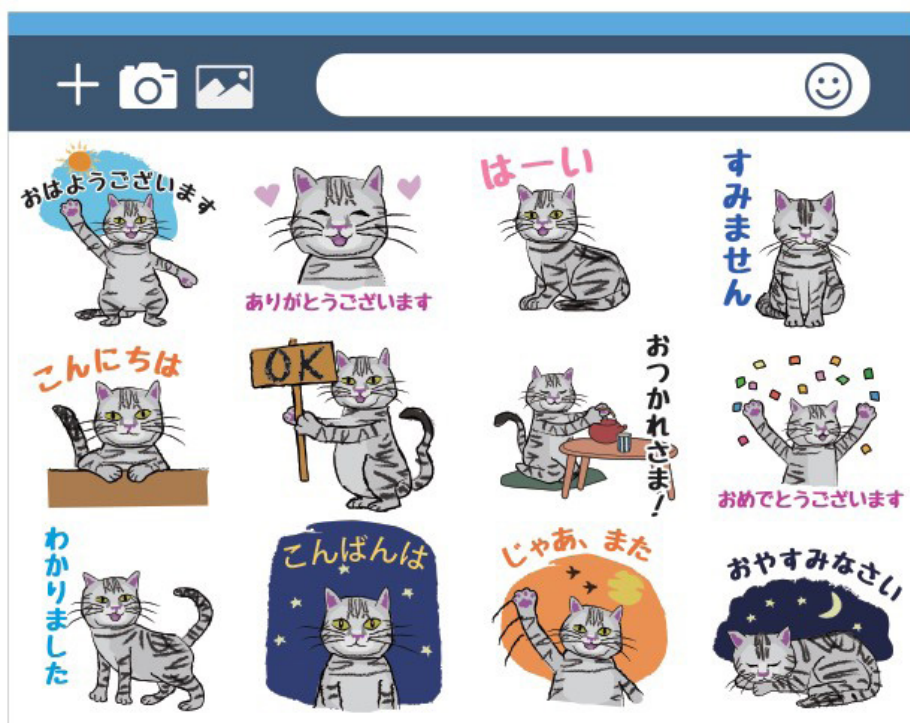 おはようございます
ありがとうございます
はーい
すみません
こんにちは
OK
おつかれさま!
おめでとうございます
わかりました
こんばんは
じゃあ、また
おやすみなさい